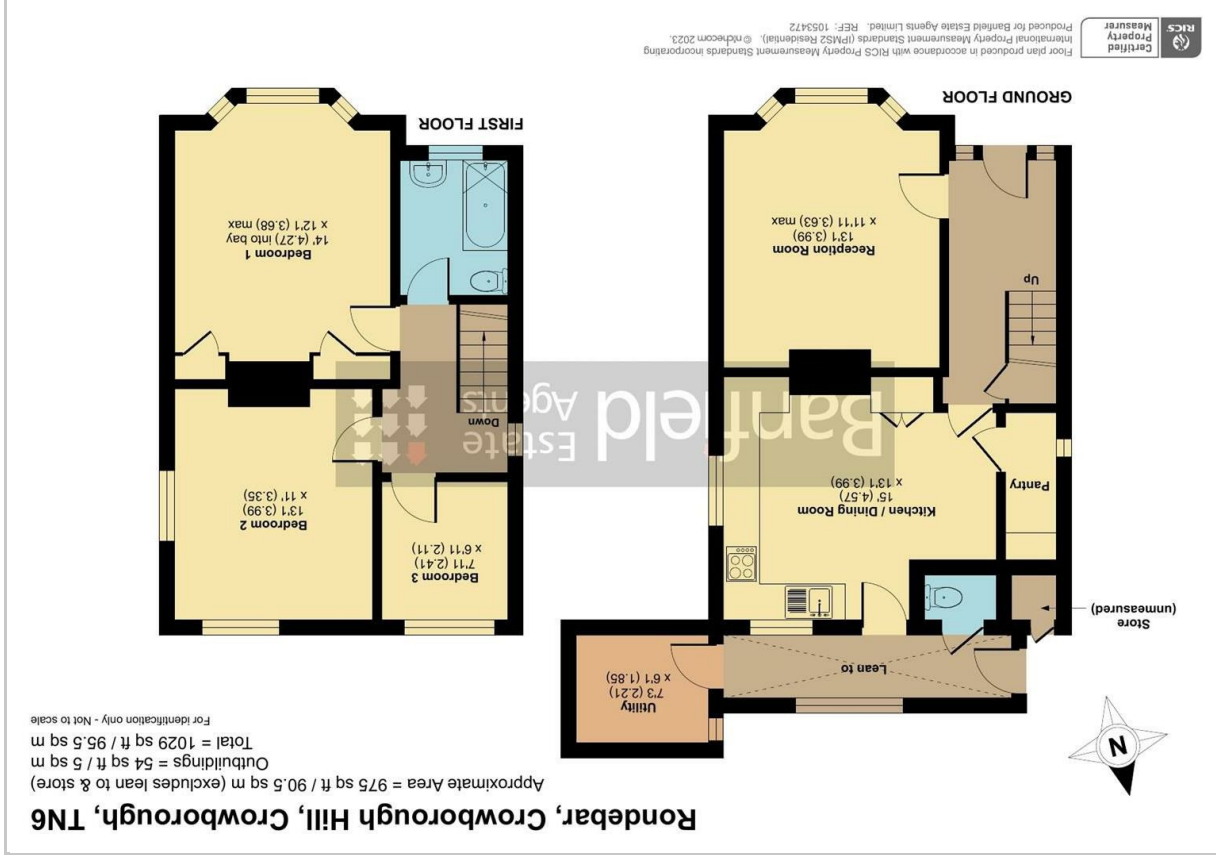 Rondebar, Crowborough Hill, Crowborough, TN6
Approximate Area = 975 sq ft / 90.5 sq m (excludes lean to & store)
Outbuildings = 54 sq ft / 5 sq m
Total = 1029 sq ft / 95.5 sq m
For identification only - Not to scale
N
Utility
7'3 (2.21)
x 6'1 (1.85)
Lean to
Store
(unmeasured)
Kitchen / Dining Room
15' (4.57)
x 13'1 (3.99)
Pantry
Up
Reception Room
13'1 (3.99)
x 11'11 (3.63) max
GROUND FLOOR
Bedroom 3
7'11 (2.41)
x 6'11 (2.11)
Bedroom 2
13'1 (3.99)
x 11' (3.35)
Down
Bedroom 1
14' (4.27) into bay
x 12'1 (3.68) max
FIRST FLOOR
Banfield
Estate
Agents
RICS
Certified
Property
Measurer
Floor plan produced in accordance with RICS Property Measurement Standards incorporating
International Property Measurement Standards (IPMS2 Residential). © nichecom 2023.
Produced for Banfield Estate Agents Limited. REF: 1053472